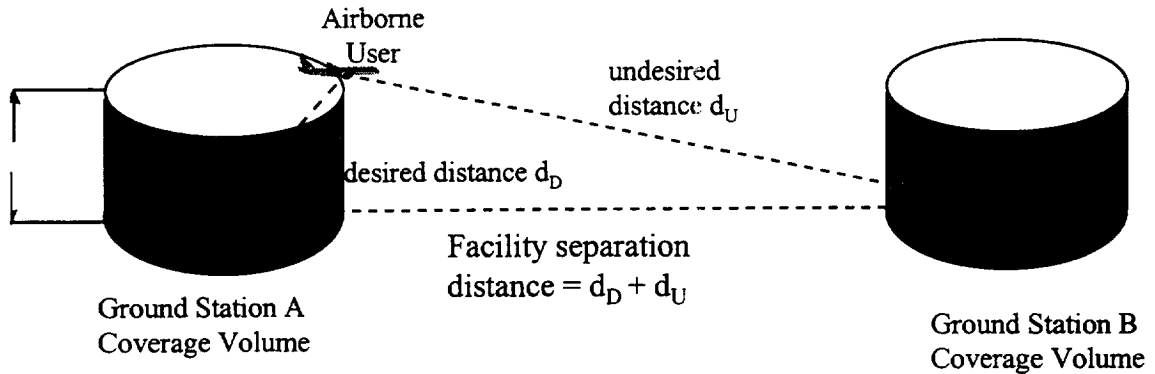 Airborne
User
undesired
distance d_U
desired distance d_D
Facility separation
distance = d_D + d_U
Ground Station A
Coverage Volume
Ground Station B
Coverage Volume